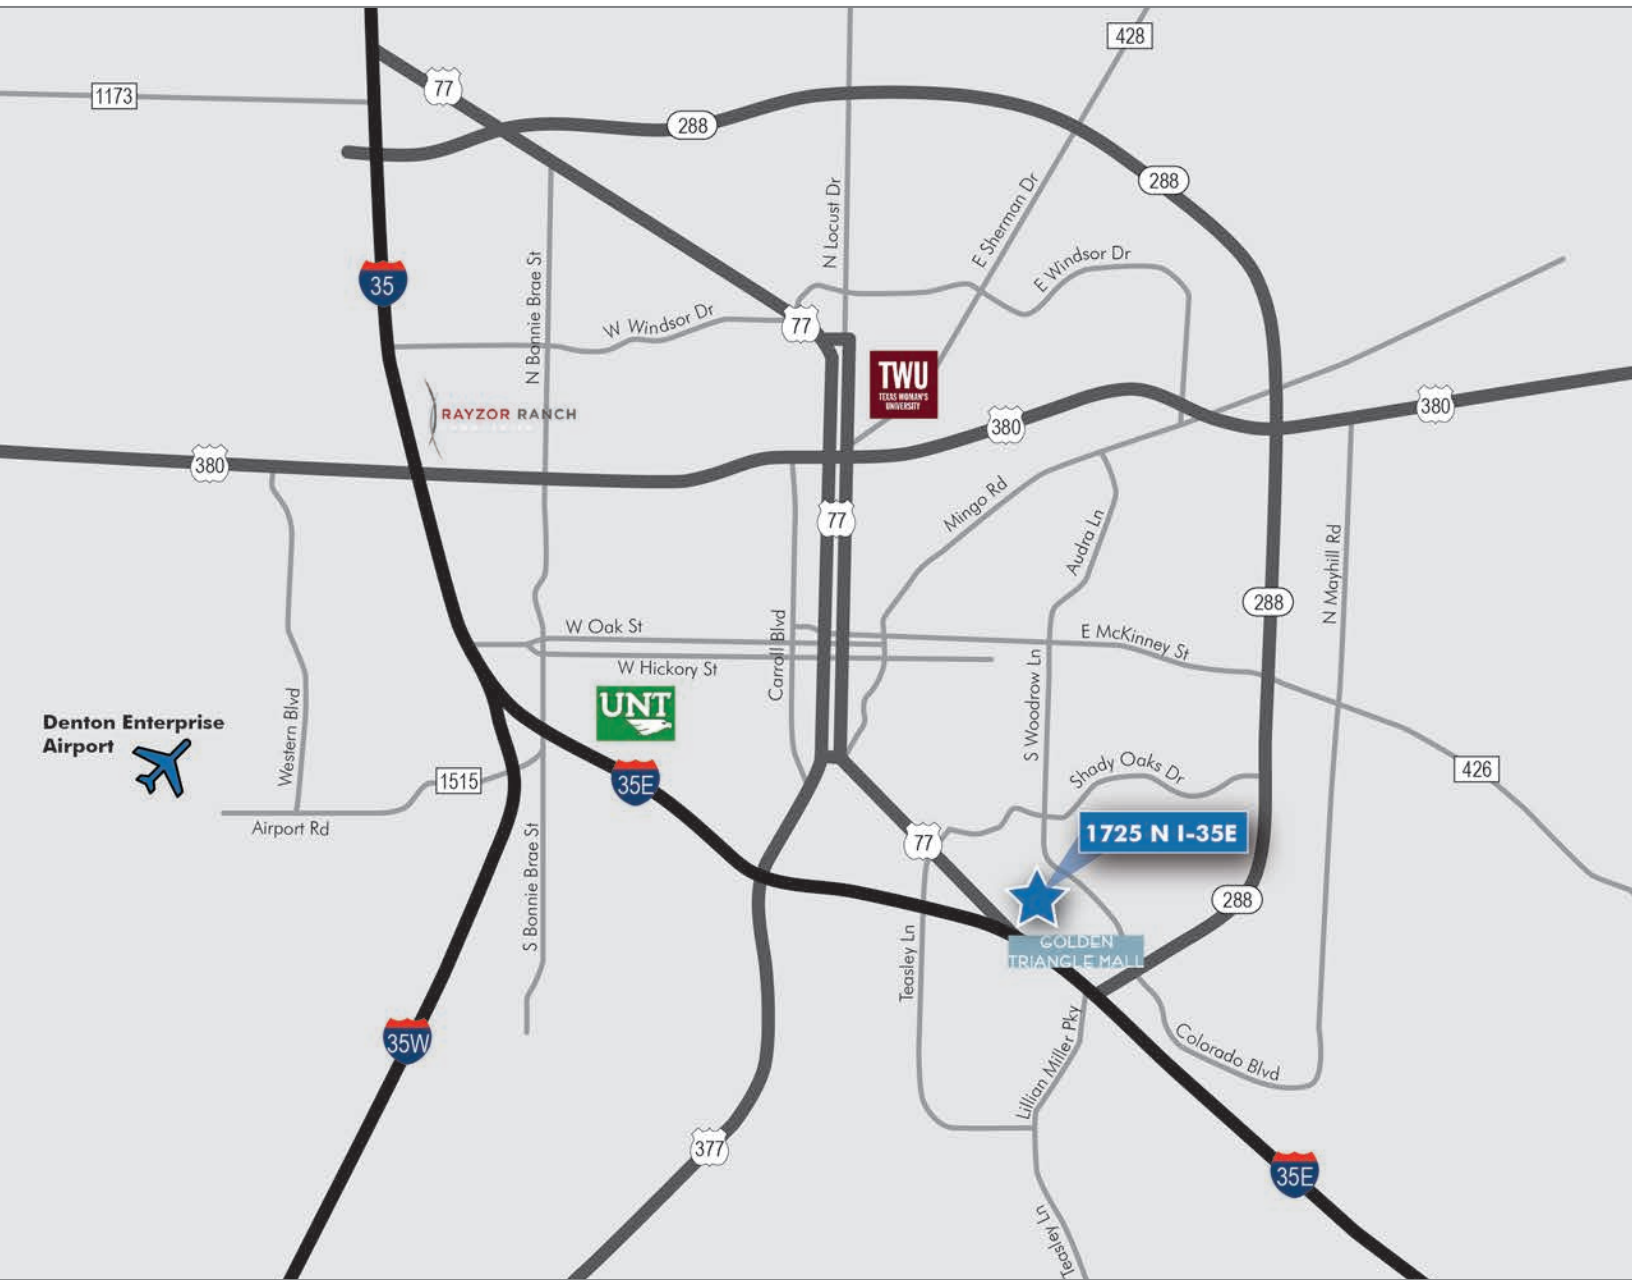 428
77
1173
288
288
N Locust Dr
E Sherman Dr
E Windsor Dr
35
N Bonnie Brae St
W Windsor Dr
77
TWU
TEXAS WOMAN'S
UNIVERSITY
RAYZOR RANCH
380
380
380
77
Mingo Rd
Audra Ln
N Mayhill Rd
288
W Oak St
E McKinney St
W Hickory St
Carroll Blvd
S Woodrow Ln
UNT
Western Blvd
Denton Enterprise
Airport
1515
35E
Shady Oaks Dr
426
Airport Rd
77
1725 N I-35E
S Bonnie Brae St
288
Teasley Ln
GOLDEN
TRIANGLE MALL
35W
Lillian Miller Pky
Colorado Blvd
377
35E
Teasley Ln